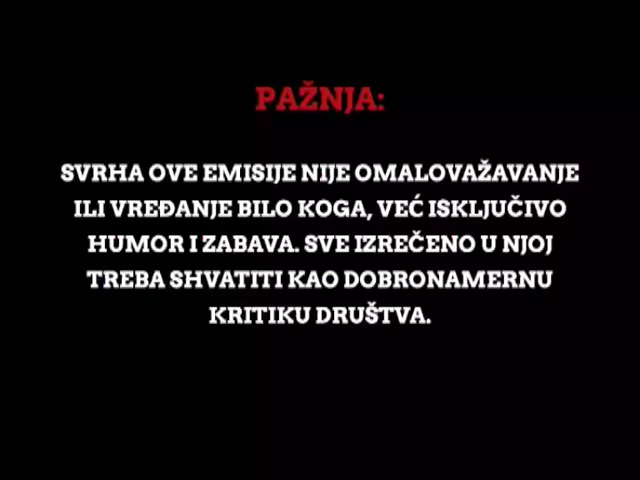 PAŽNJA:
SVRHA OVE EMISIJE NIJE OMALOVAŽAVANJE
ILI VREĐANJE BILO KOGA, VEĆ ISKLJUČIVO
HUMOR I ZABAVA. SVE IZREČENO U NJOJ
TREBA SHVATITI KAO DOBRONAMERNU
KRITIKU DRUŠTVA.